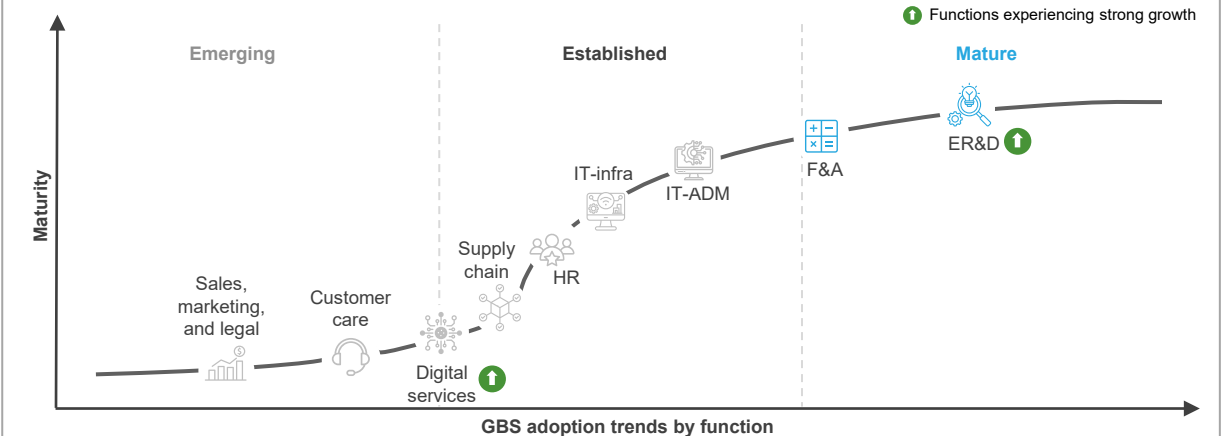 Functions experiencing strong growth
Emerging
Established
Mature
Maturity
Sales,
marketing,
and legal
Customer
care
Digital
services
Supply
chain
HR
IT-infra
IT-ADM
F&A
ER&D
GBS adoption trends by function